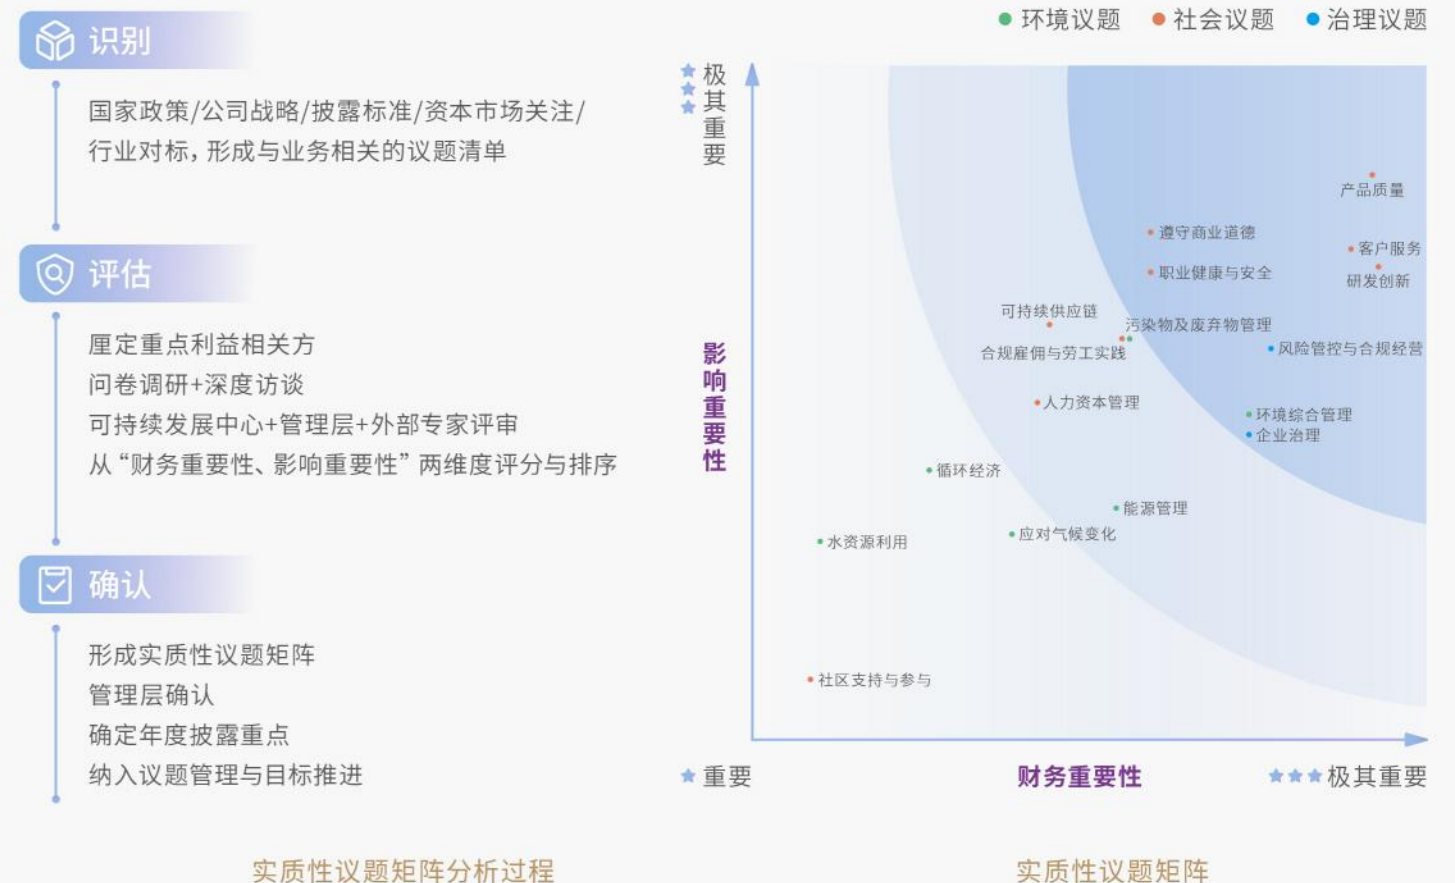 识别
国家政策/公司战略/披露标准/资本市场关注/
行业对标，形成与业务相关的议题清单
评估
厘定重点利益相关方
问卷调研+深度访谈
可持续发展中心+管理层+外部专家评审
从“财务重要性、影响重要性”两维度评分与排序
确认
形成实质性议题矩阵
管理层确认
确定年度披露重点
纳入议题管理与目标推进
实质性议题矩阵分析过程
环境议题 社会议题 治理议题
极其重要
影响重要性
产品质量
遵守商业道德
客户服务
职业健康与安全
研发创新
可持续供应链
污染物及废弃物管理
合规雇佣与劳工实践
风险管控与合规经营
人力资本管理
环境综合管理
企业治理
循环经济
能源管理
应对气候变化
水资源利用
社区支持与参与
重要
财务重要性
极其重要
实质性议题矩阵